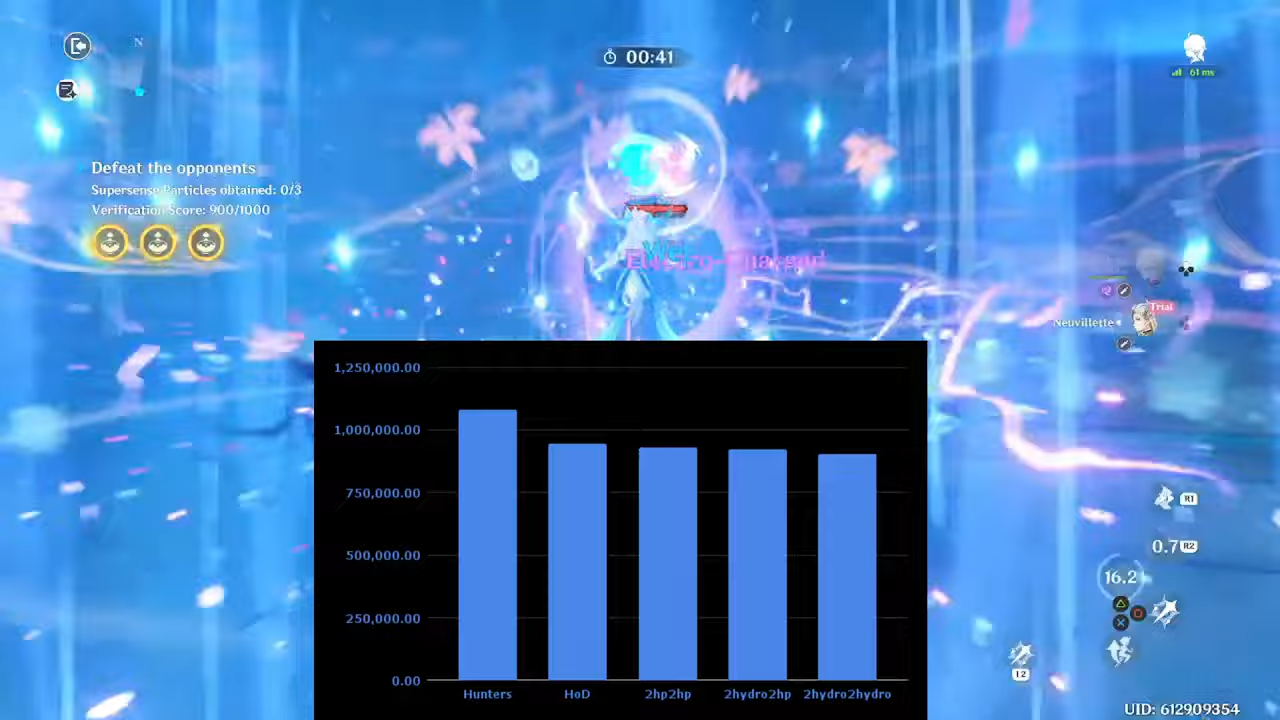 N
00:41
61 ms
Defeat the opponents
Supersense Particles obtained: 0/3
Verification Score: 900/1000
Wet
Electro-Charged
Trial
Neuvillette
R1
0.7 R2
16.2
L2
1,250,000.00
1,000,000.00
750,000.00
500,000.00
250,000.00
0.00
Hunters HoD 2hp2hp 2hydro2hp 2hydro2hydro
UID: 612909354